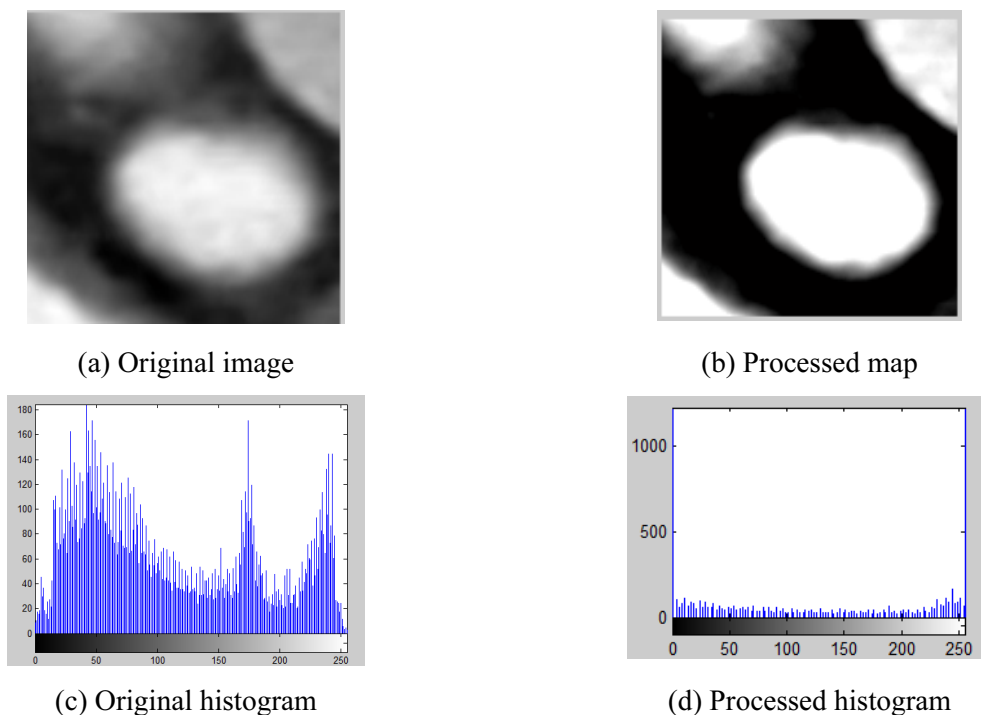 (a) Original image
(b) Processed map
180
160
140
120
100
80
60
40
20
0
0 50 100 150 200 250
(c) Original histogram
1000
500
0
0 50 100 150 200 250
(d) Processed histogram